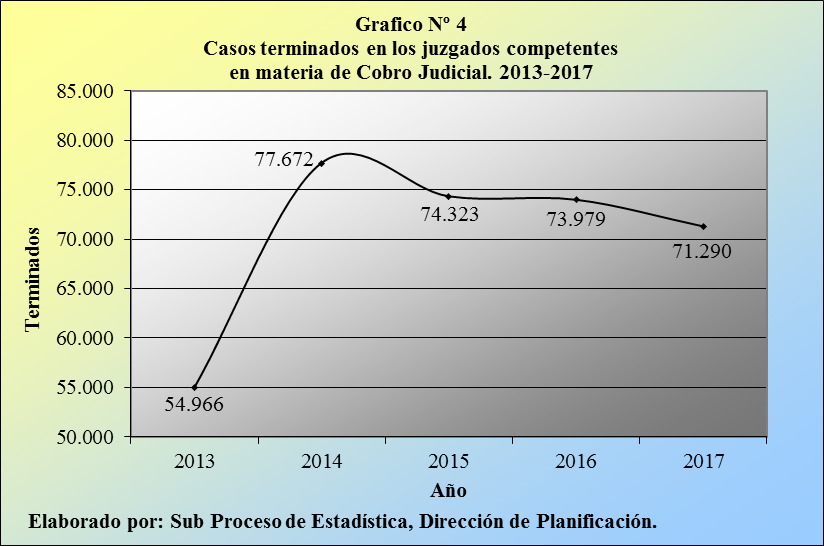 Grafico Nº 4
Casos terminados en los juzgados competentes
en materia de Cobro Judicial. 2013-2017
85.000
80.000
75.000
70.000
65.000
60.000
55.000
50.000
Terminados
54.966
77.672
74.323
73.979
71.290
2013 2014 2015 2016 2017
Año
Elaborado por: Sub Proceso de Estadística, Dirección de Planificación.